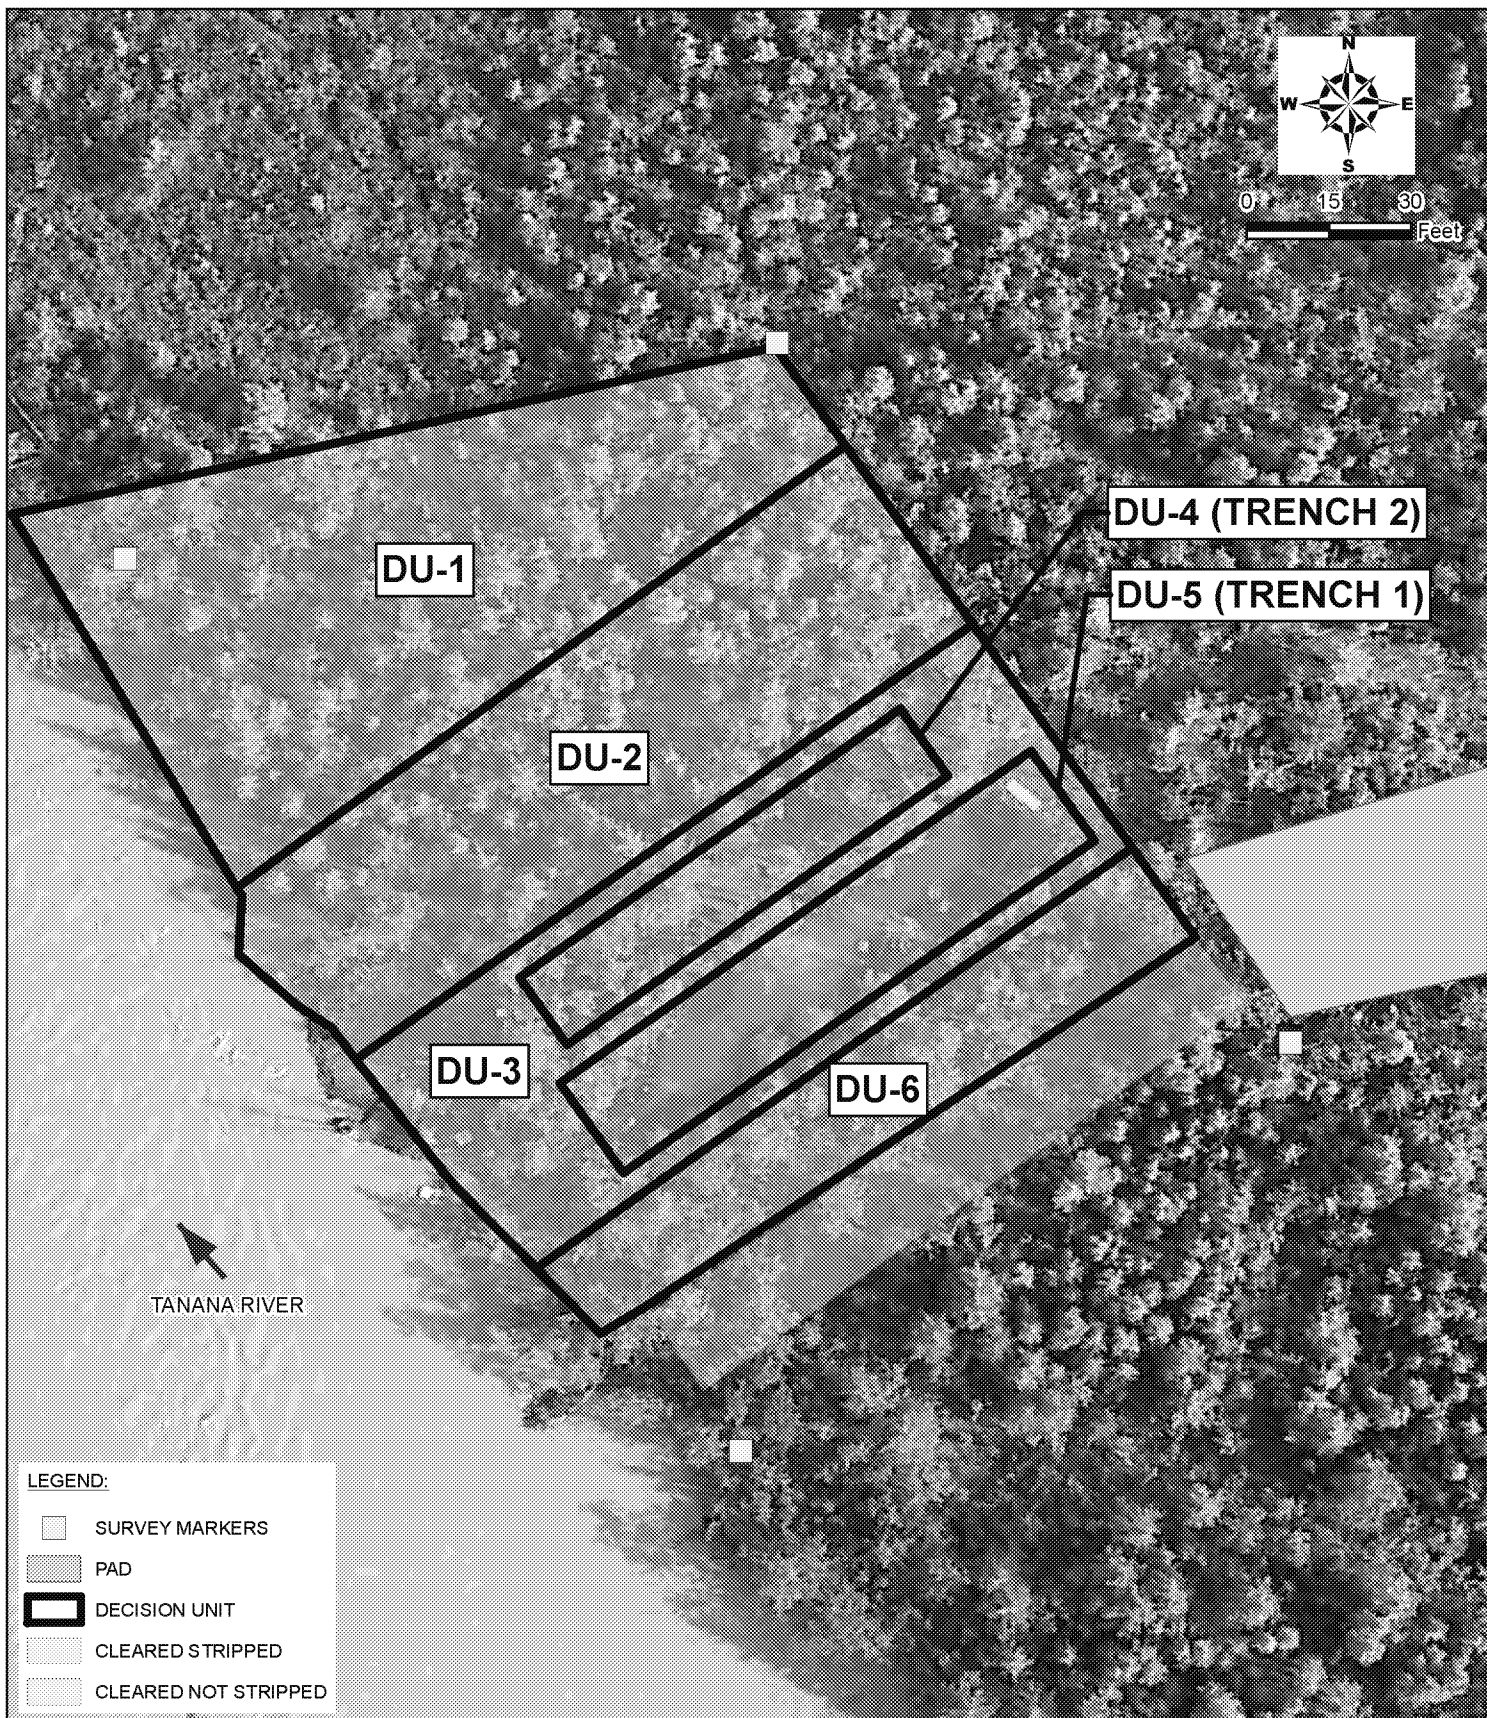 N
W E
S
0 15 30
Feet
DU-4 (TRENCH 2)
DU-5 (TRENCH 1)
DU-1
DU-2
DU-3
DU-6
TANANA RIVER
LEGEND:
SURVEY MARKERS
PAD
DECISION UNIT
CLEARED STRIPPED
CLEARED NOT STRIPPED